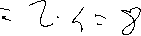 = 2 · 4 = 8